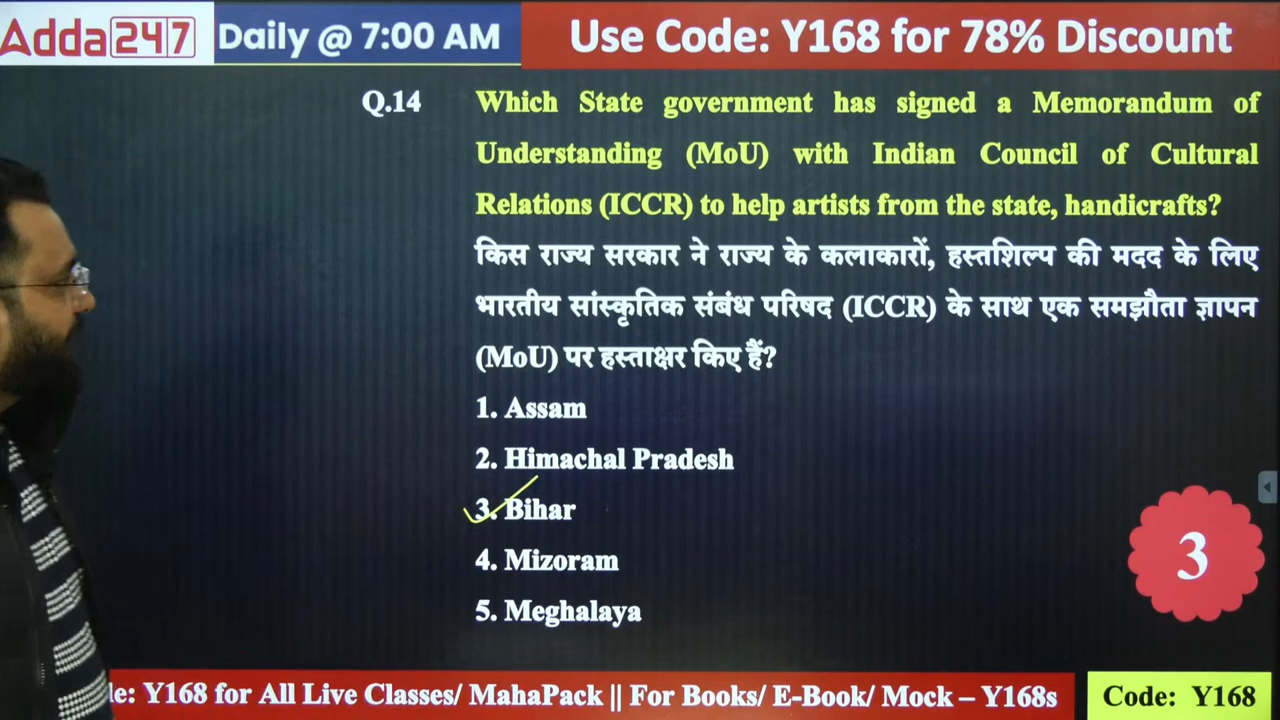 Adda247
Daily @ 7:00 AM
Use Code: Y168 for 78% Discount
Q.14
Which State government has signed a Memorandum of
Understanding (MoU) with Indian Council of Cultural
Relations (ICCR) to help artists from the state, handicrafts?
किस राज्य सरकार ने राज्य के कलाकारों, हस्तशिल्प की मदद के लिए
भारतीय सांस्कृतिक संबंध परिषद (ICCR) के साथ एक समझौता ज्ञापन
(MoU) पर हस्ताक्षर किए हैं?
1. Assam
2. Himachal Pradesh
3. Bihar
4. Mizoram
5. Meghalaya
3
: Y168 for All Live Classes/ MahaPack || For Books/ E-Book/ Mock – Y168s
Code: Y168